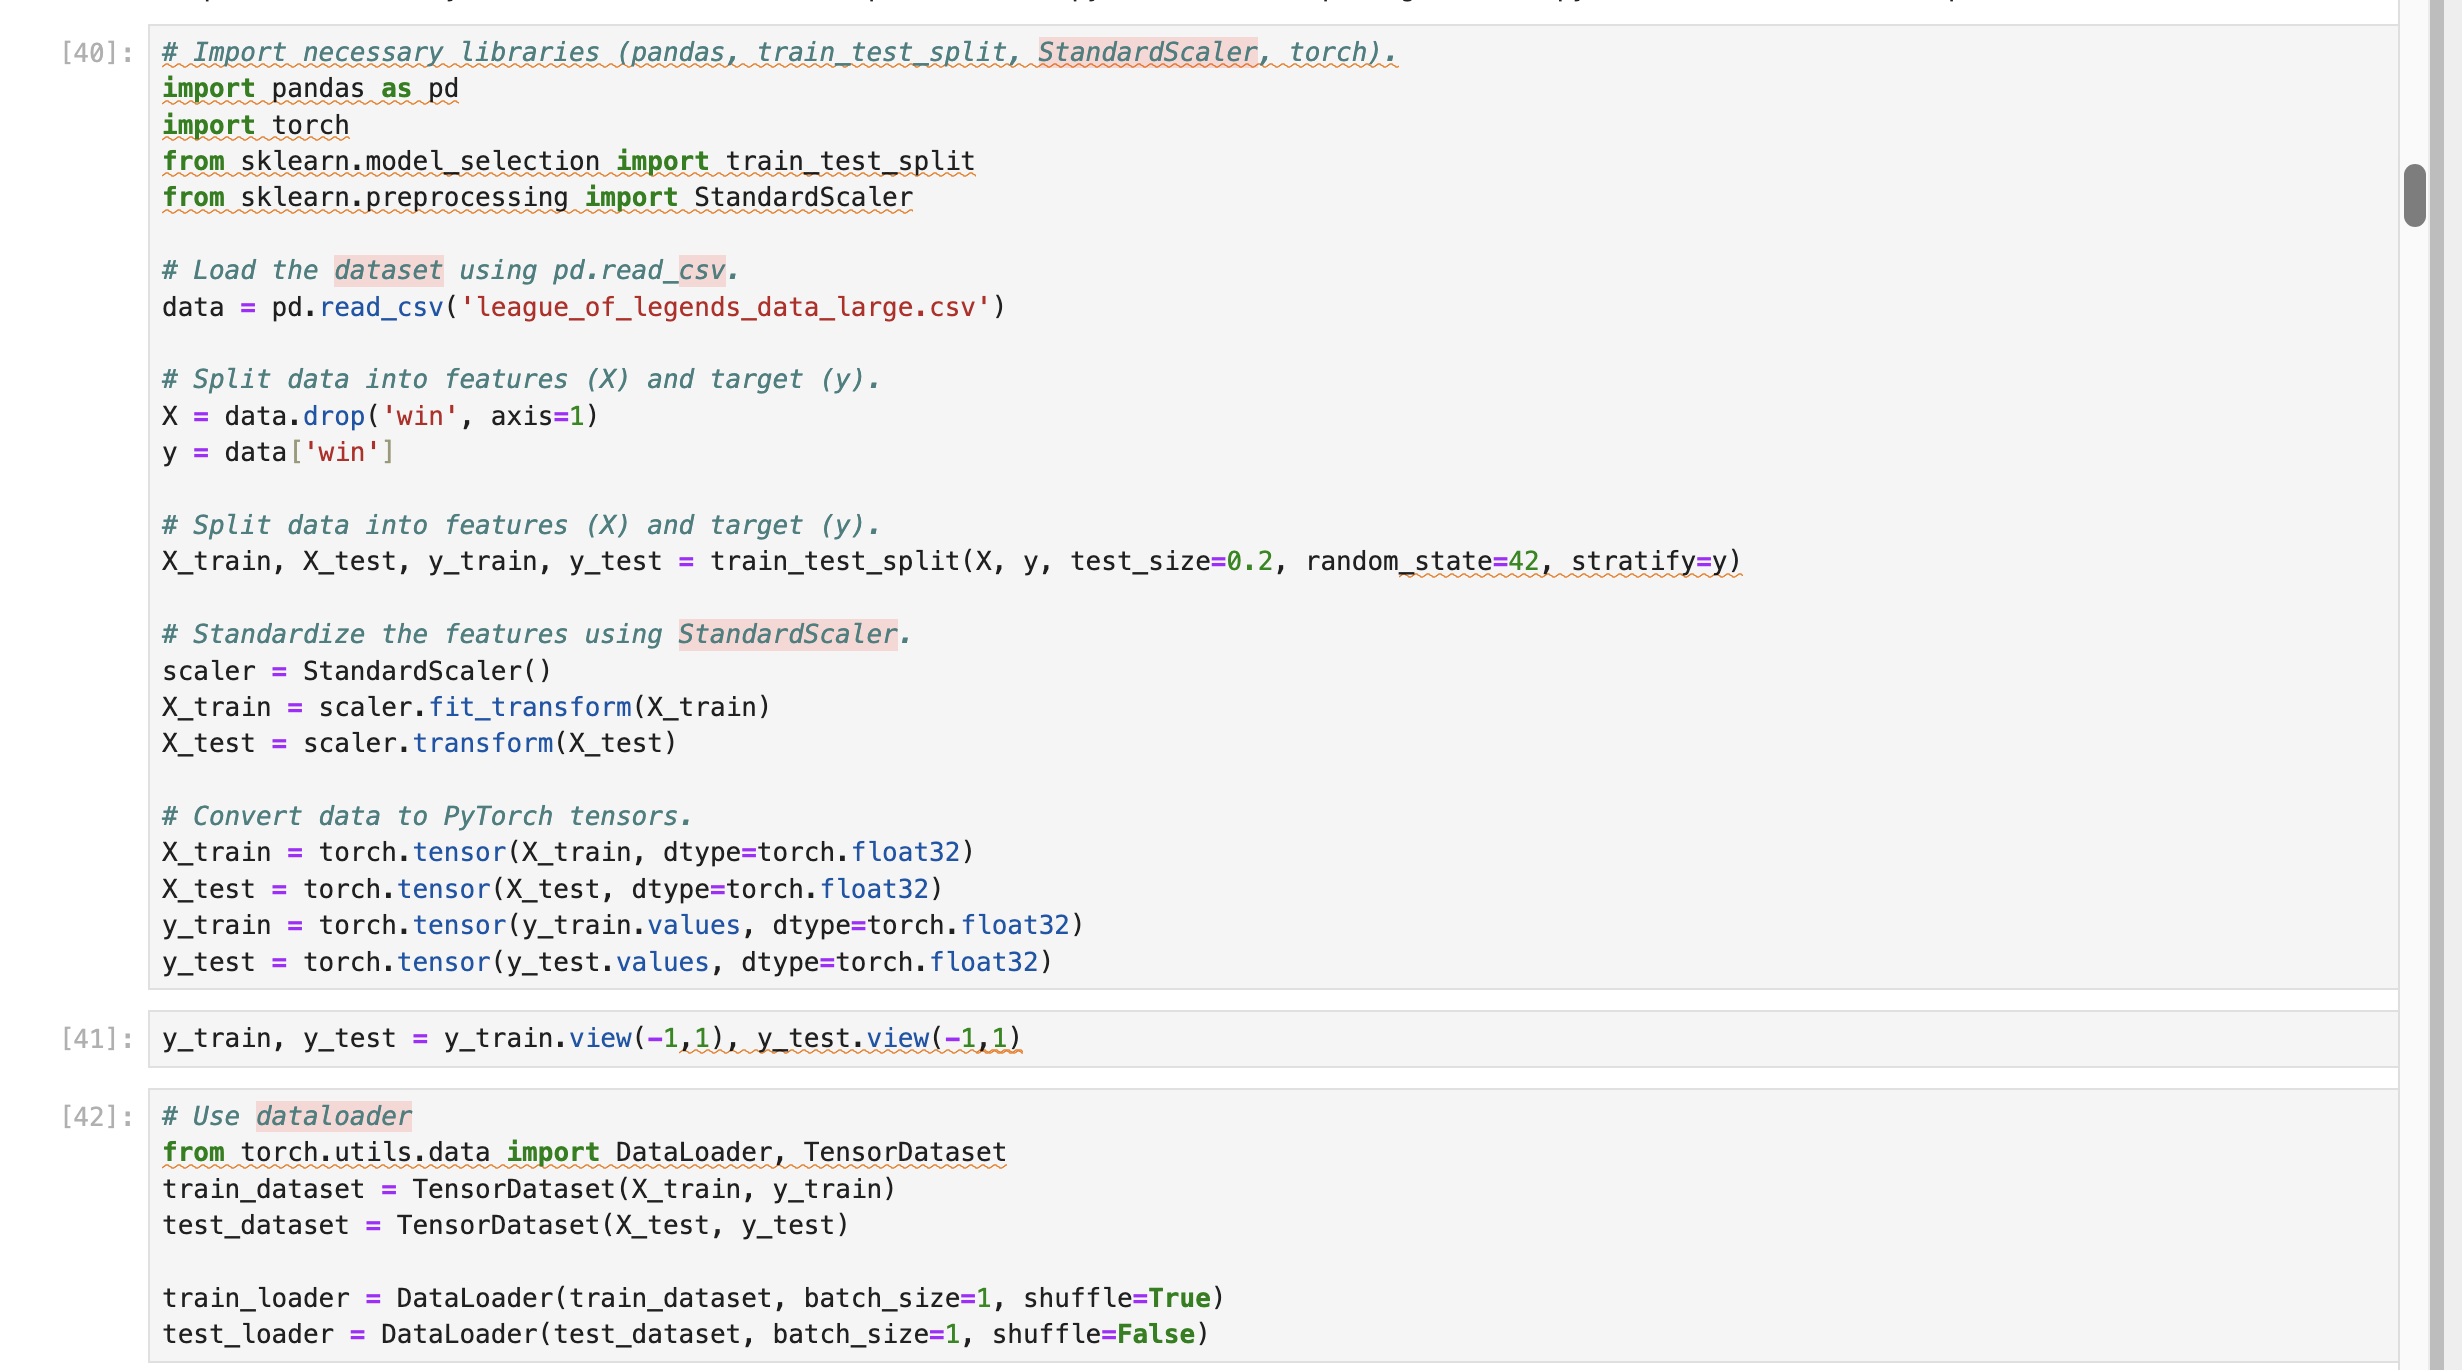 [40]:
# Import necessary libraries (pandas, train_test_split, StandardScaler, torch).
import pandas as pd
import torch
from sklearn.model_selection import train_test_split
from sklearn.preprocessing import StandardScaler
# Load the dataset using pd.read_csv.
data = pd.read_csv('league_of_legends_data_large.csv')
# Split data into features (X) and target (y).
X = data.drop('win', axis=1)
y = data['win']
# Split data into features (X) and target (y).
X_train, X_test, y_train, y_test = train_test_split(X, y, test_size=0.2, random_state=42, stratify=y)
# Standardize the features using StandardScaler.
scaler = StandardScaler()
X_train = scaler.fit_transform(X_train)
X_test = scaler.transform(X_test)
# Convert data to PyTorch tensors.
X_train = torch.tensor(X_train, dtype=torch.float32)
X_test = torch.tensor(X_test, dtype=torch.float32)
y_train = torch.tensor(y_train.values, dtype=torch.float32)
y_test = torch.tensor(y_test.values, dtype=torch.float32)
[41]:
y_train, y_test = y_train.view(-1,1), y_test.view(-1,1)
[42]:
# Use dataloader
from torch.utils.data import DataLoader, TensorDataset
train_dataset = TensorDataset(X_train, y_train)
test_dataset = TensorDataset(X_test, y_test)
train_loader = DataLoader(train_dataset, batch_size=1, shuffle=True)
test_loader = DataLoader(test_dataset, batch_size=1, shuffle=False)